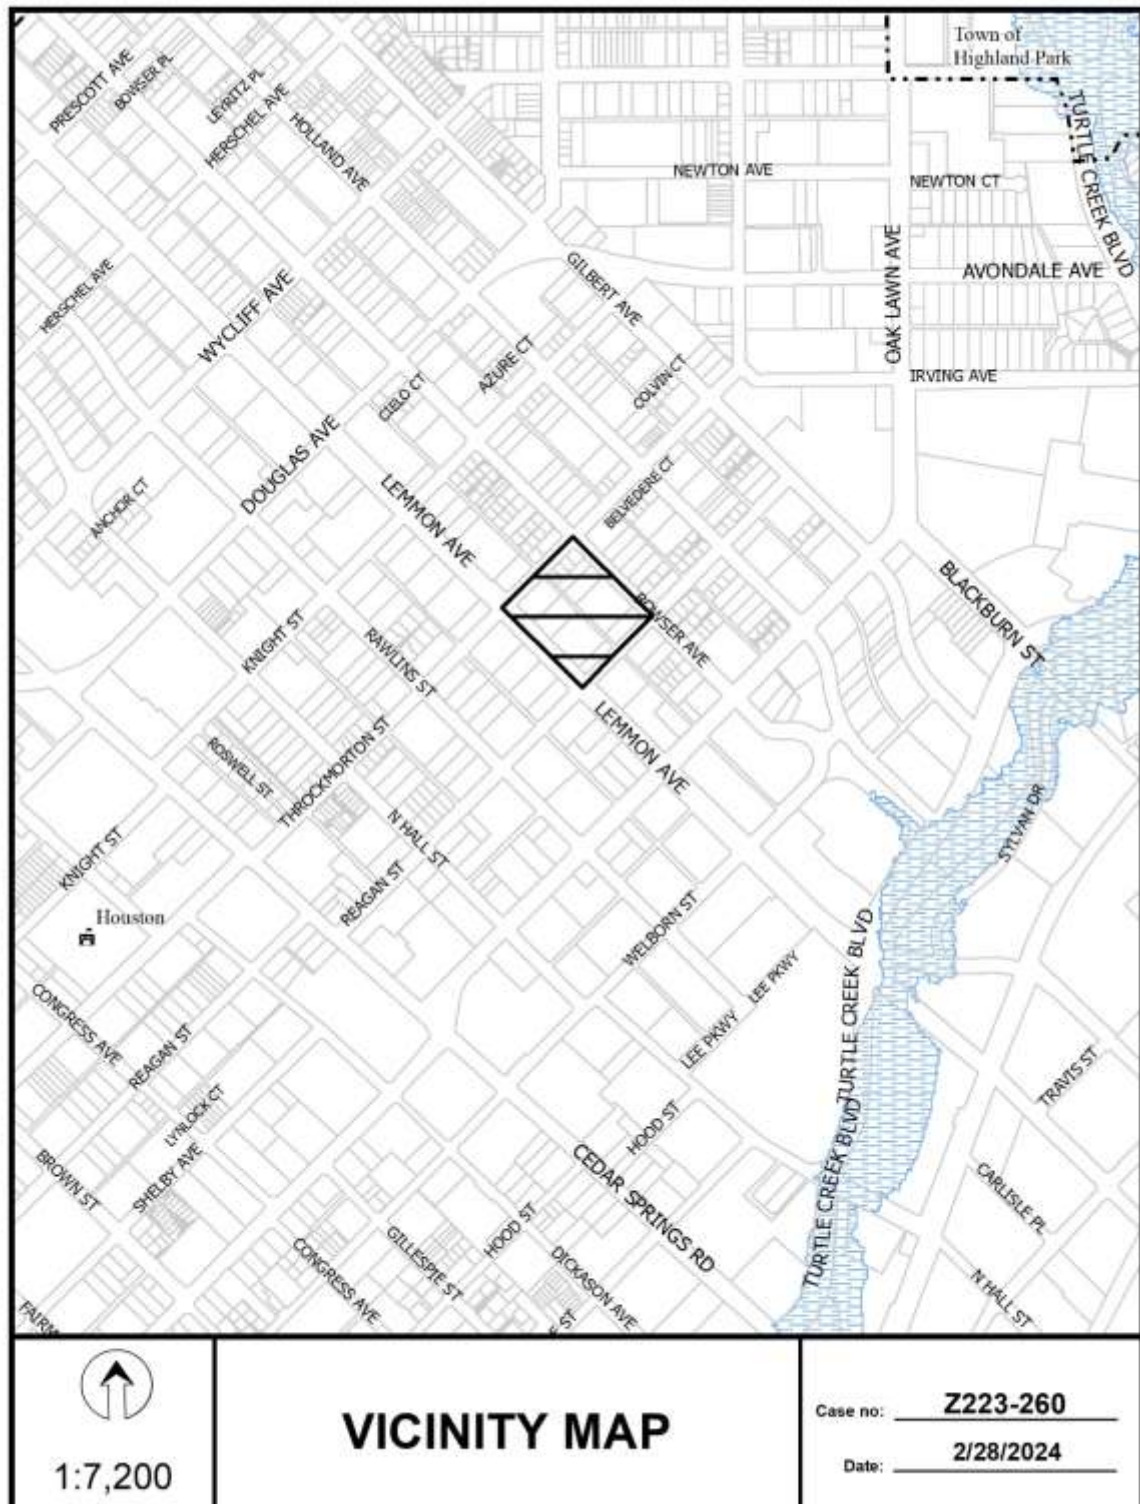 Town of
Highland Park
PRESCOTT AVE
BOWSER PL
LEYRITZ PL
HERSCHEL AVE
HOLLAND AVE
TURTLE CREEK BLVD
NEWTON AVE
NEWTON CT
OAK LAWN AVE
AVONDALE AVE
HERSCHEL AVE
WYCLIFF AVE
GILBERT AVE
AZURE CT
COLVIN CT
IRVING AVE
CIELO CT
DOUGLAS AVE
LEMMON AVE
ANCHOR CT
BELVEDERE CT
BLACKBURN ST
BOWSER AVE
KNIGHT ST
RAWLINS ST
LEMMON AVE
ROSWELL ST
THROCKMORTON ST
N HALL ST
SYLVAN DR
KNIGHT ST
REAGAN ST
Houston
WELBORN ST
LEE PKWY
LEE PKWY
TURTLE CREEK BLVD
CONGRESS AVE
REAGAN ST
TRAVIS ST
LYNLOCK CT
HOOD ST
BROWN ST
SHELBY AVE
CEDAR SPRINGS RD
TURTLE CREEK BLVD
CARLISLE PL
HOOD ST
GILLESPIE ST
CONGRESS AVE
DICKASON AVE
N HALL ST
FAIRM
E ST
1:7,200
VICINITY MAP
Case no: Z223-260
Date: 2/28/2024